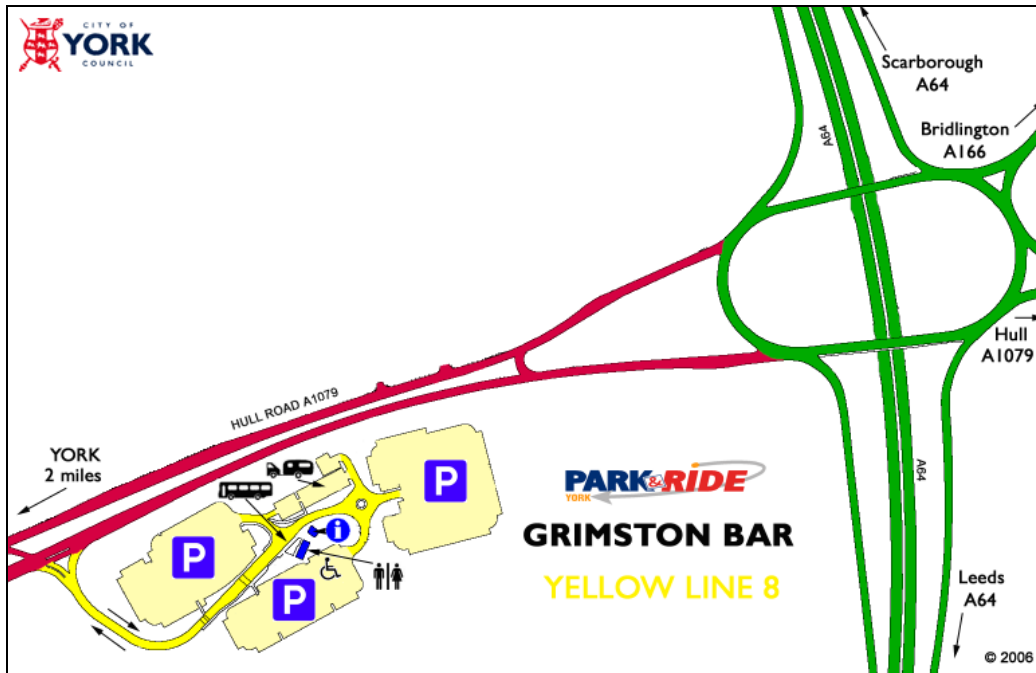 CITY OF
YORK
COUNCIL
Scarborough
A64
Bridlington
A166
A64
Hull
A1079
HULL ROAD A1079
YORK
2 miles
P
P
P
i
PARK&RIDE
YORK
GRIMSTON BAR
YELLOW LINE 8
A64
Leeds
A64
© 2006